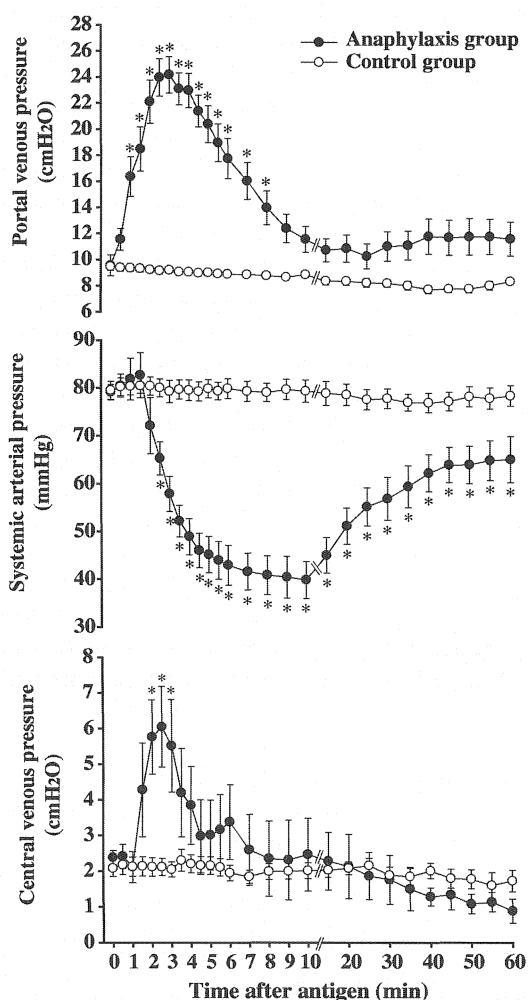 28
26
24
22
20
18
16
14
12
10
8
6
Portal venous pressure
(cmH2O)
Anaphylaxis group
Control group
* * * * * * * * * * * * *
90
80
70
60
50
40
30
Systemic arterial pressure
(mmHg)
* * * * * * * * * * * * * * * * * * * * *
8
7
6
5
4
3
2
1
0
Central venous pressure
(cmH2O)
* * *
0 1 2 3 4 5 6 7 8 9 10 20 30 40 50 60
Time after antigen (min)